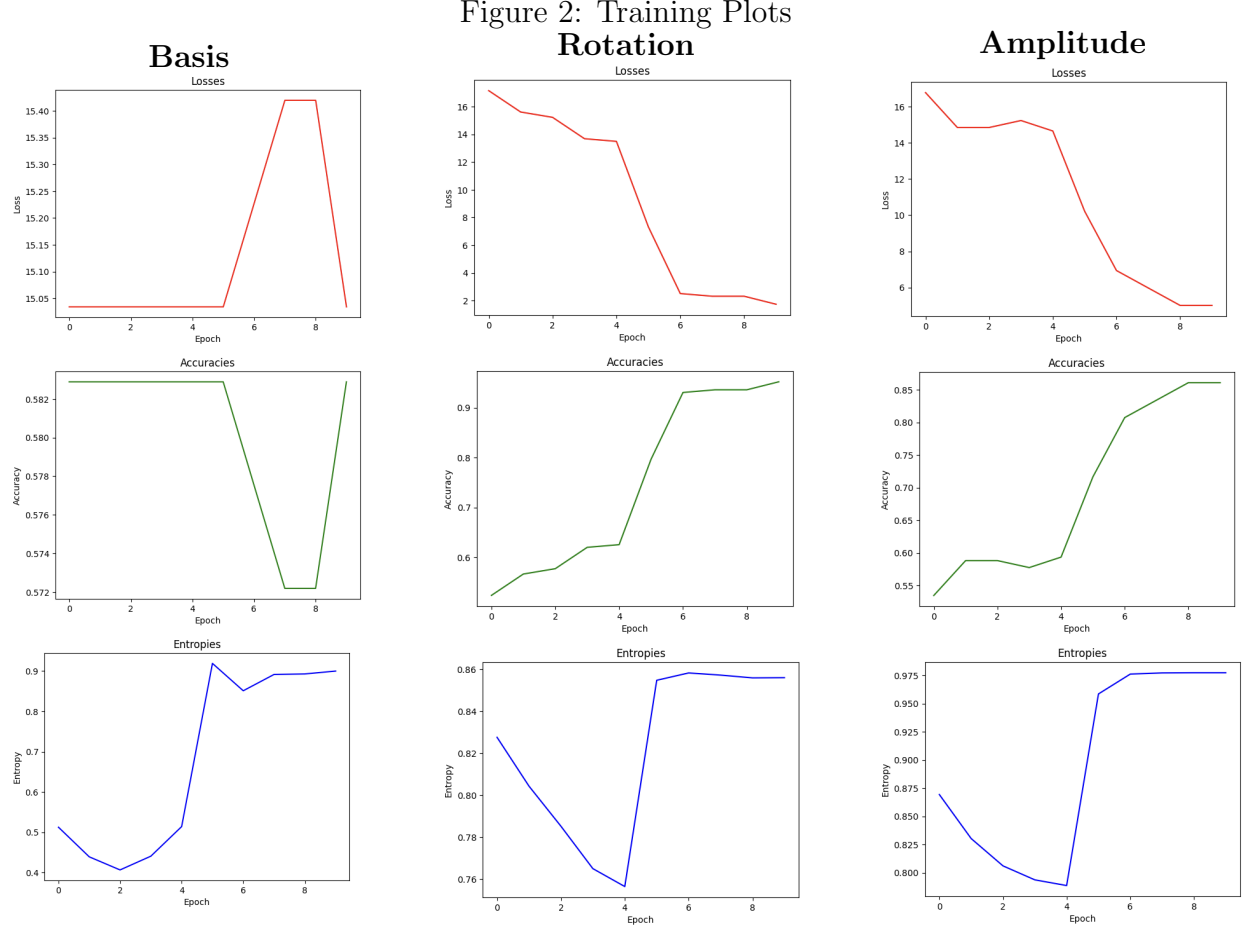 Figure 2: Training Plots
Basis
Rotation
Amplitude
Losses
15.40
15.35
15.30
15.25
15.20
15.15
15.10
15.05
Loss
0 2 4 6 8
Epoch
Losses
16
14
12
10
8
6
4
2
Loss
0 2 4 6 8
Epoch
Losses
16
14
12
10
8
6
Loss
0 2 4 6 8
Epoch
Accuracies
0.582
0.580
0.578
0.576
0.574
0.572
Accuracy
0 2 4 6 8
Epoch
Accuracies
0.9
0.8
0.7
0.6
Accuracy
0 2 4 6 8
Epoch
Accuracies
0.85
0.80
0.75
0.70
0.65
0.60
0.55
Accuracy
0 2 4 6 8
Epoch
Entropies
0.9
0.8
0.7
0.6
0.5
0.4
Entropy
0 2 4 6 8
Epoch
Entropies
0.86
0.84
0.82
0.80
0.78
0.76
Entropy
0 2 4 6 8
Epoch
Entropies
0.975
0.950
0.925
0.900
0.875
0.850
0.825
0.800
Entropy
0 2 4 6 8
Epoch